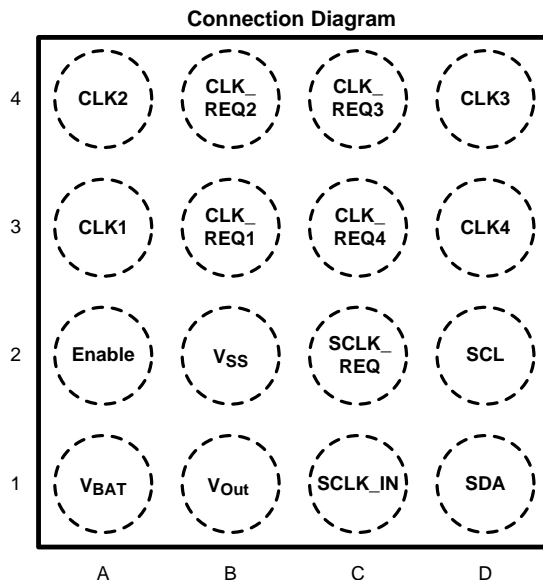 Connection Diagram
4
CLK2
CLK_
REQ2
CLK_
REQ3
CLK3
3
CLK1
CLK_
REQ1
CLK_
REQ4
CLK4
2
Enable
VSS
SCLK_
REQ
SCL
1
VBAT
VOut
SCLK_IN
SDA
A B C D